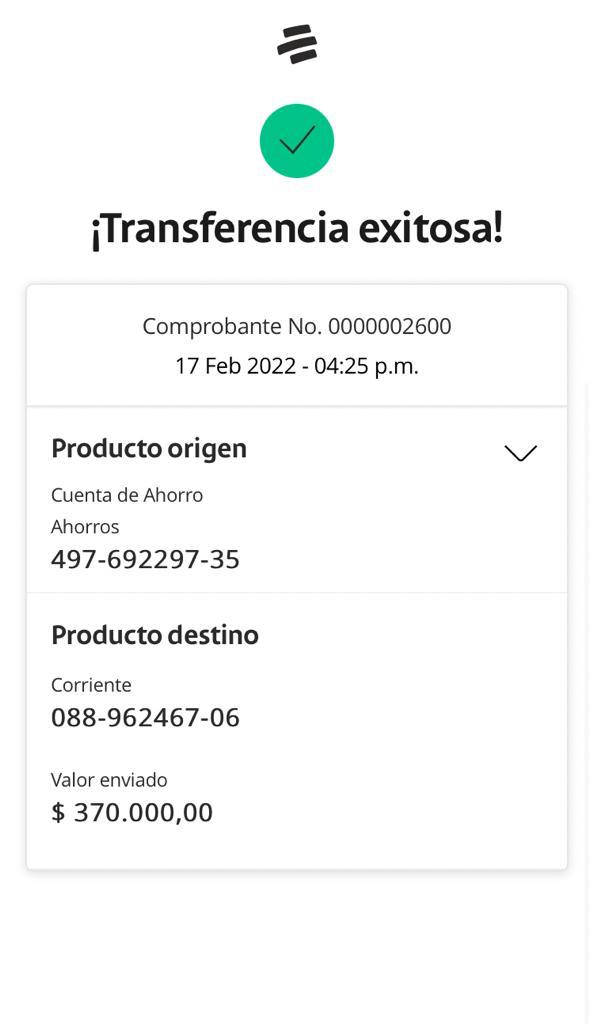 ¡Transferencia exitosa!
Comprobante No. 0000002600
17 Feb 2022 - 04:25 p.m.
Producto origen
Cuenta de Ahorro
Ahorros
497-692297-35
Producto destino
Corriente
088-962467-06
Valor enviado
$ 370.000,00